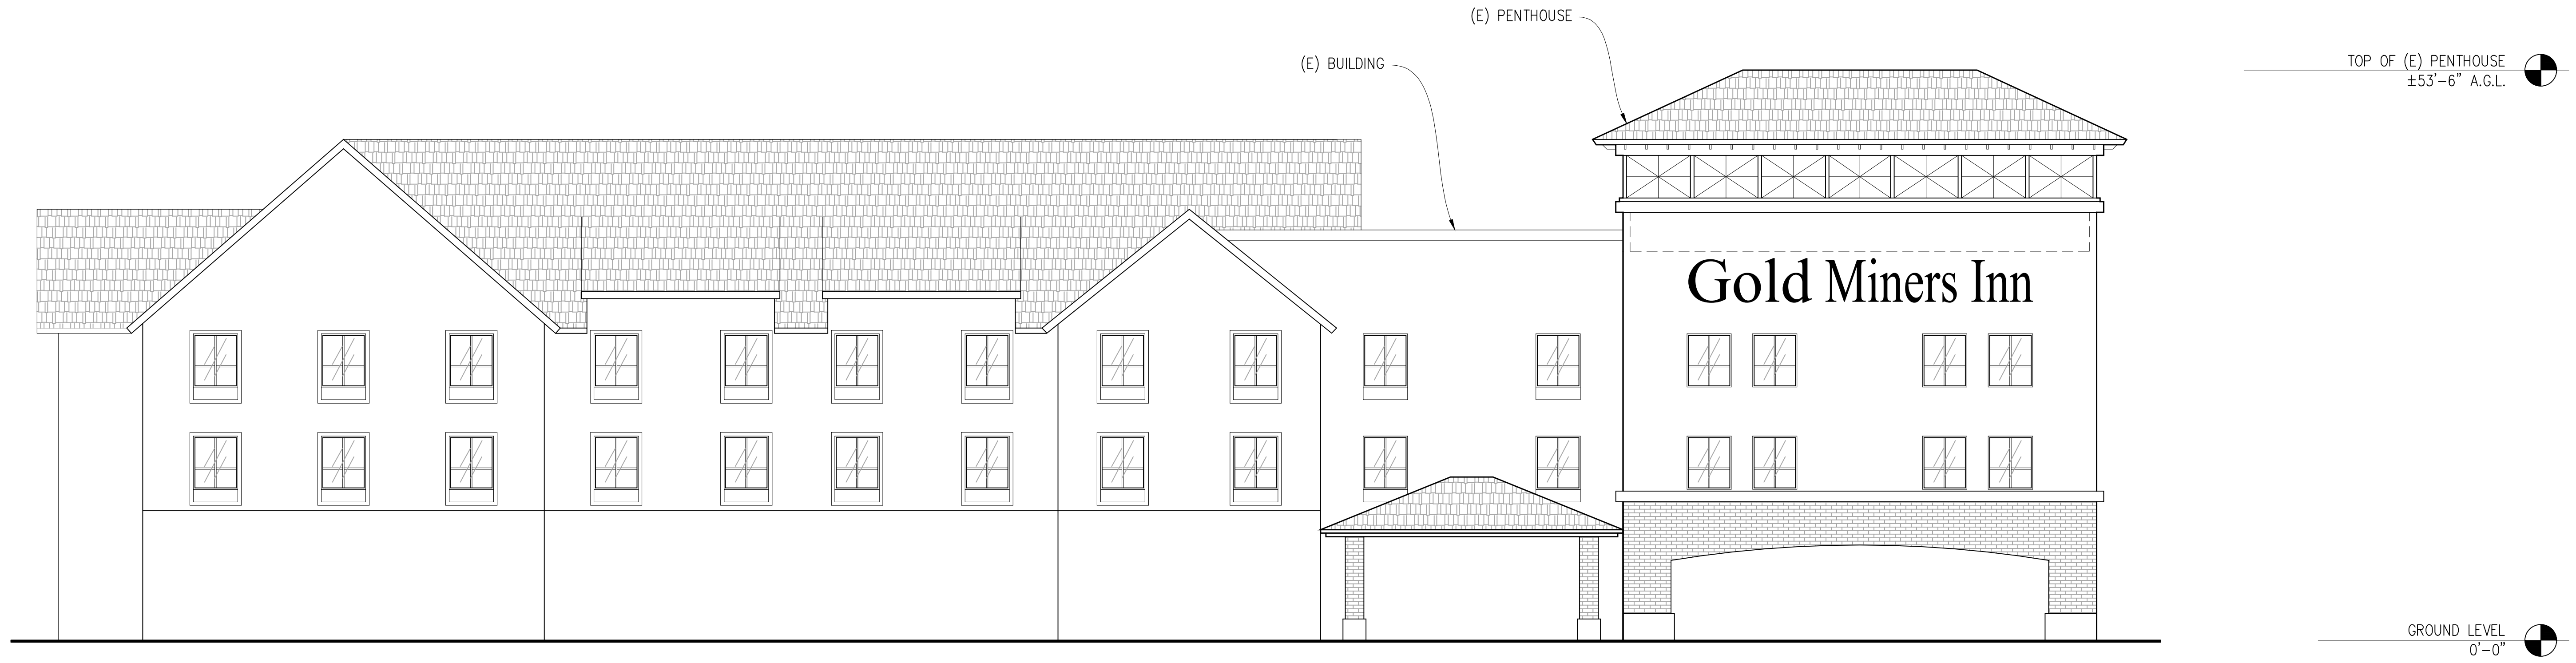 (E) PENTHOUSE
(E) BUILDING
TOP OF (E) PENTHOUSE
±53'-6" A.G.L.
Gold Miners Inn
GROUND LEVEL
0'-0"